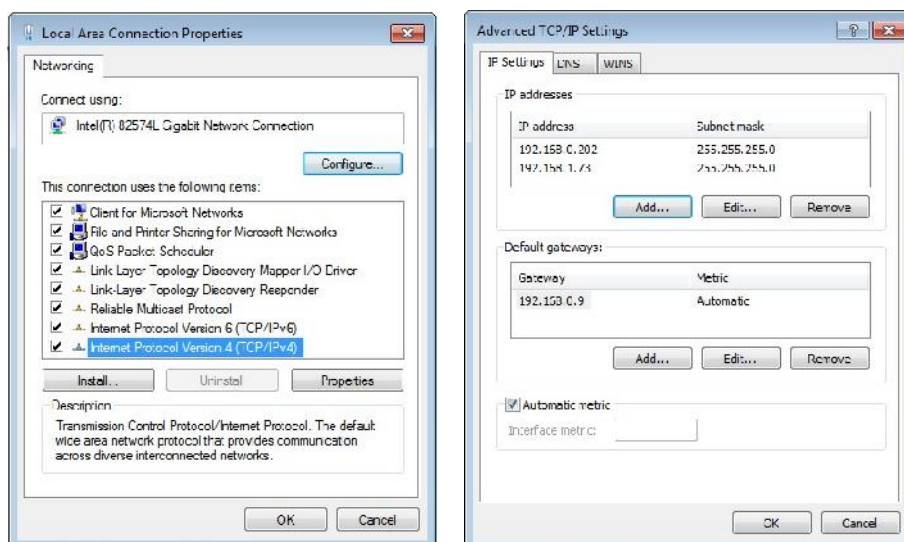 Local Area Connection Properties
Networking
Connect using:
Intel(R) 82574L Gigabit Network Connection
Configure...
This connection uses the following items:
Client for Microsoft Networks
File and Printer Sharing for Microsoft Networks
QoS Packet Scheduler
Link-Layer Topology Discovery Mapper I/O Driver
Link-Layer Topology Discovery Responder
Reliable Multicast Protocol
Internet Protocol Version 6 (TCP/IPv6)
Internet Protocol Version 4 (TCP/IPv4)
Install...
Uninstall
Properties
Description
Transmission Control Protocol/Internet Protocol. The default
wide area network protocol that provides communication
across diverse interconnected networks.
OK
Cancel
Advanced TCP/IP Settings
IP Settings
DNS
WINS
IP addresses
IP address
Subnet mask
192.168.0.202
255.255.255.0
192.168.1.73
255.255.255.0
Add...
Edit...
Remove
Default gateways:
Gateway
Metric
192.168.0.9
Automatic
Add...
Edit...
Remove
Automatic metric
Interface metric:
OK
Cancel